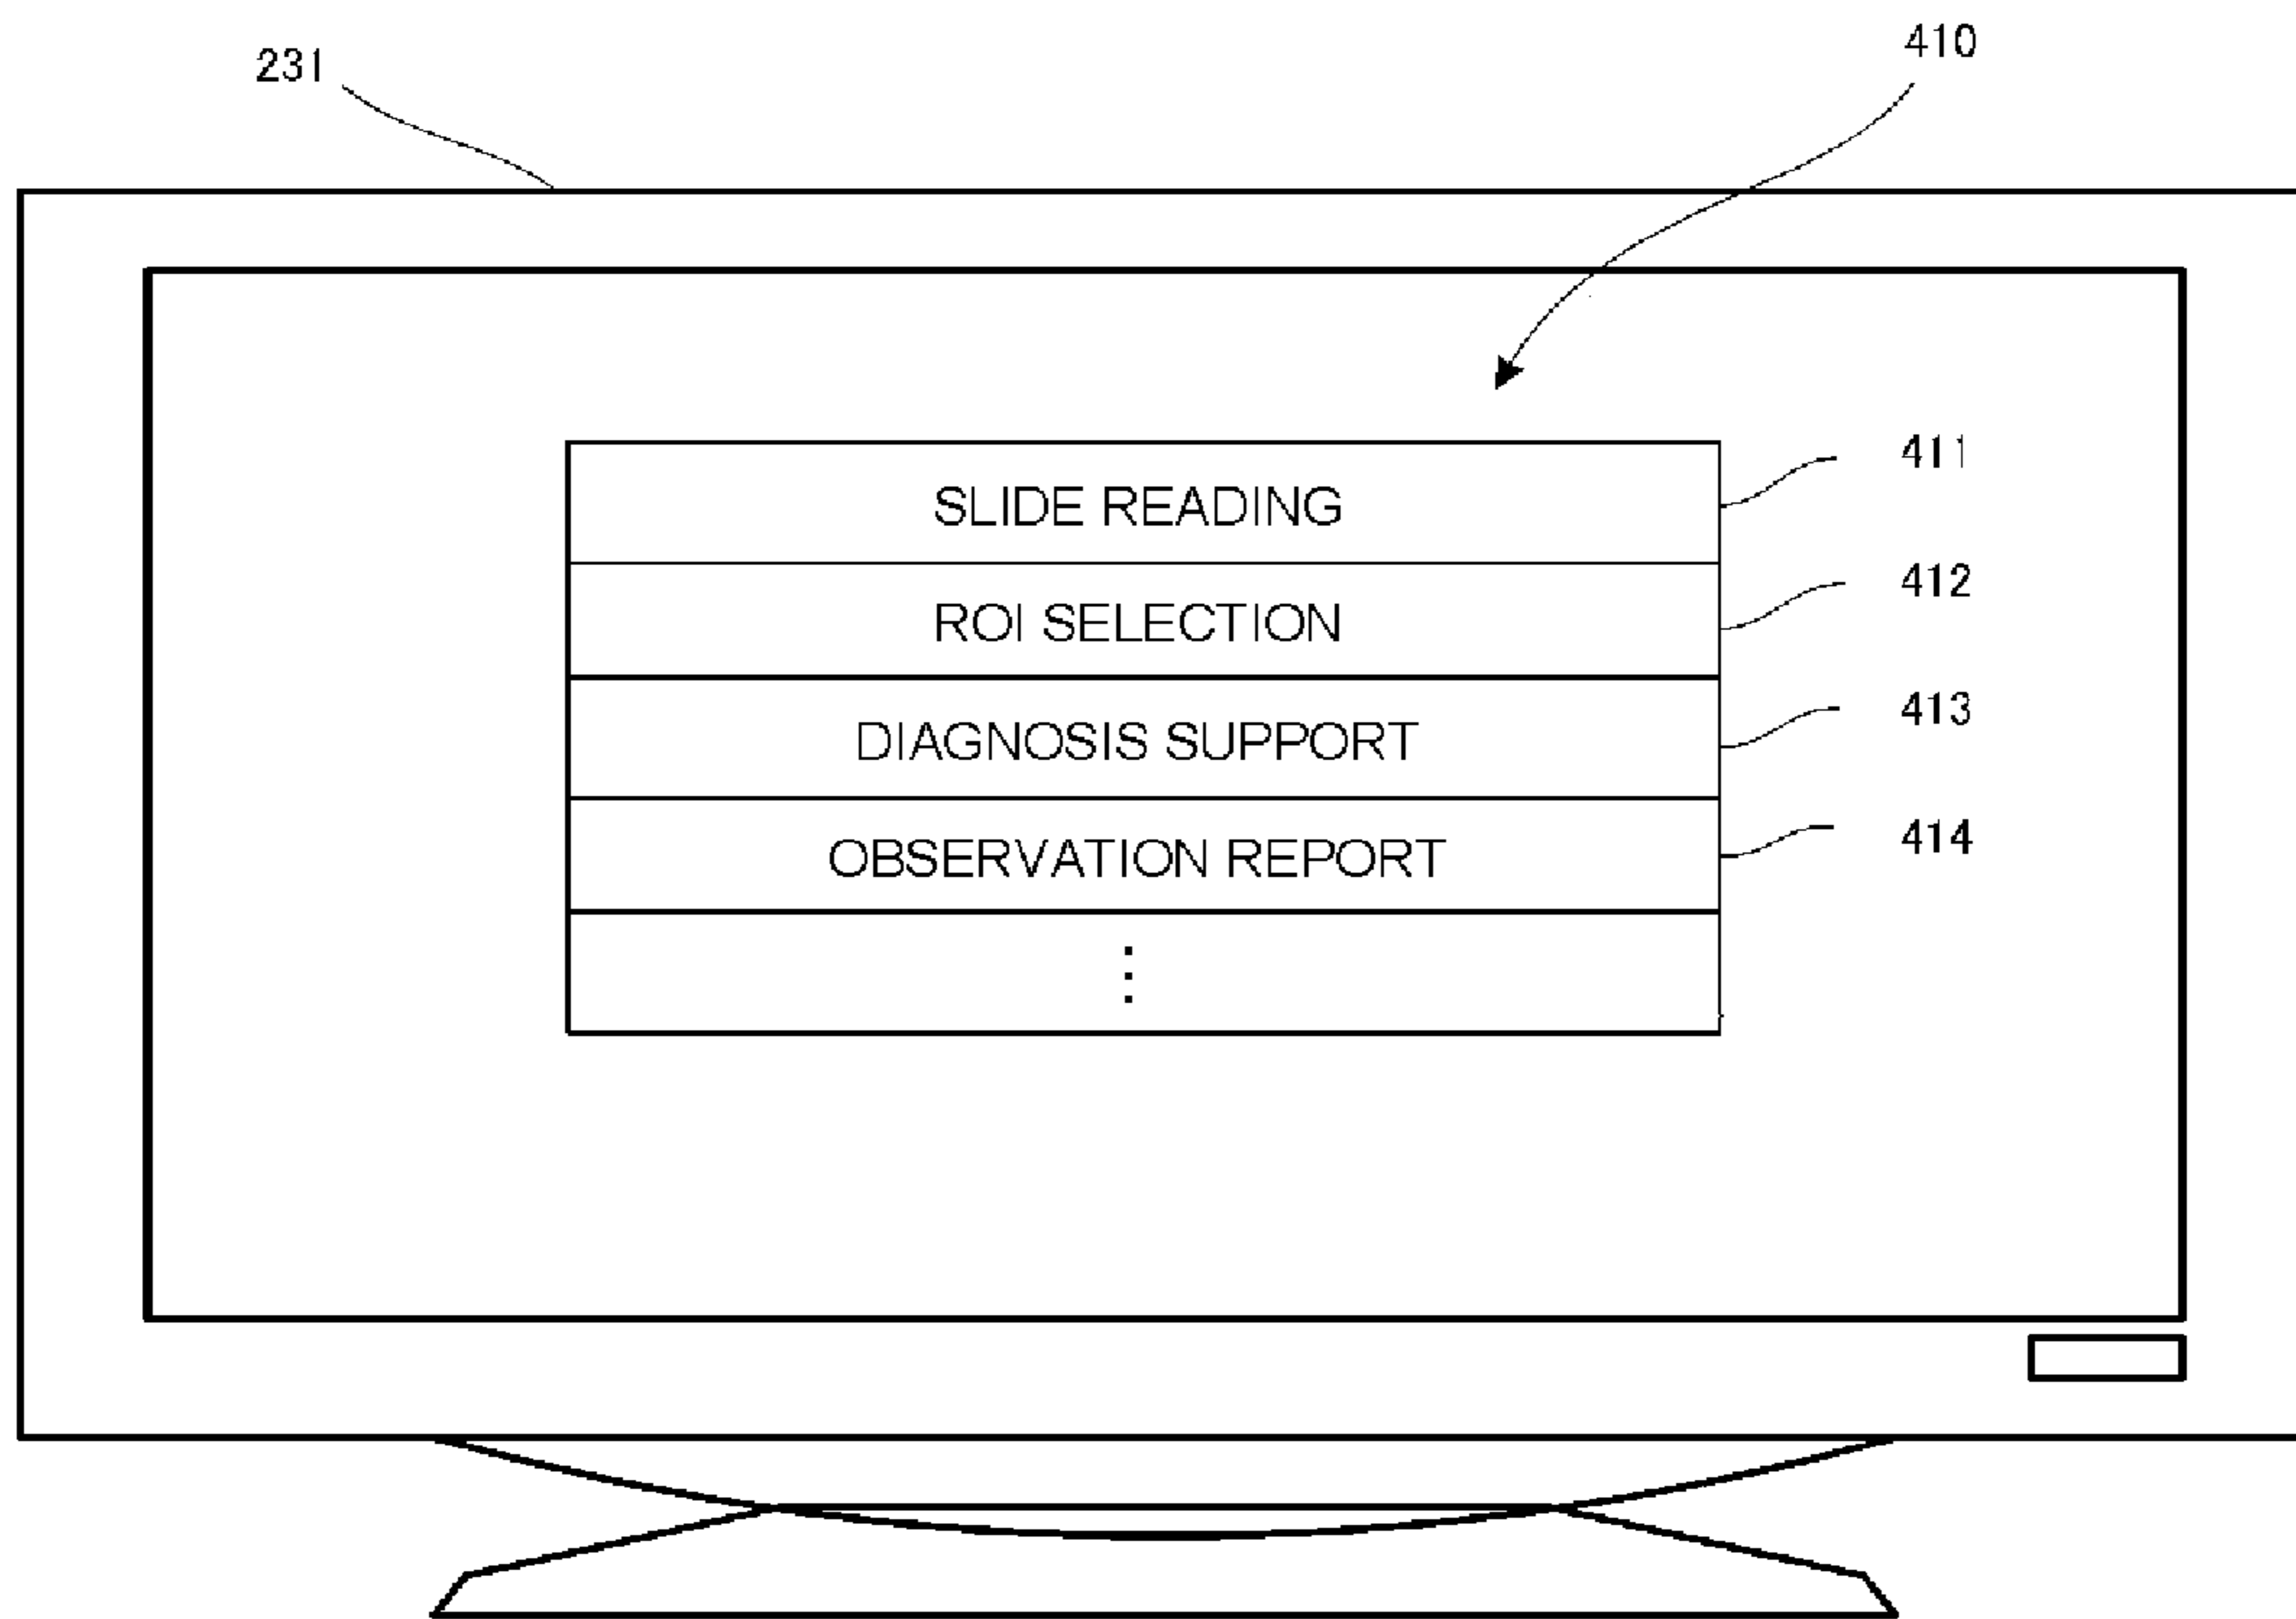 231
410
SLIDE READING
411
ROI SELECTION
412
DIAGNOSIS SUPPORT
413
OBSERVATION REPORT
414
⋮